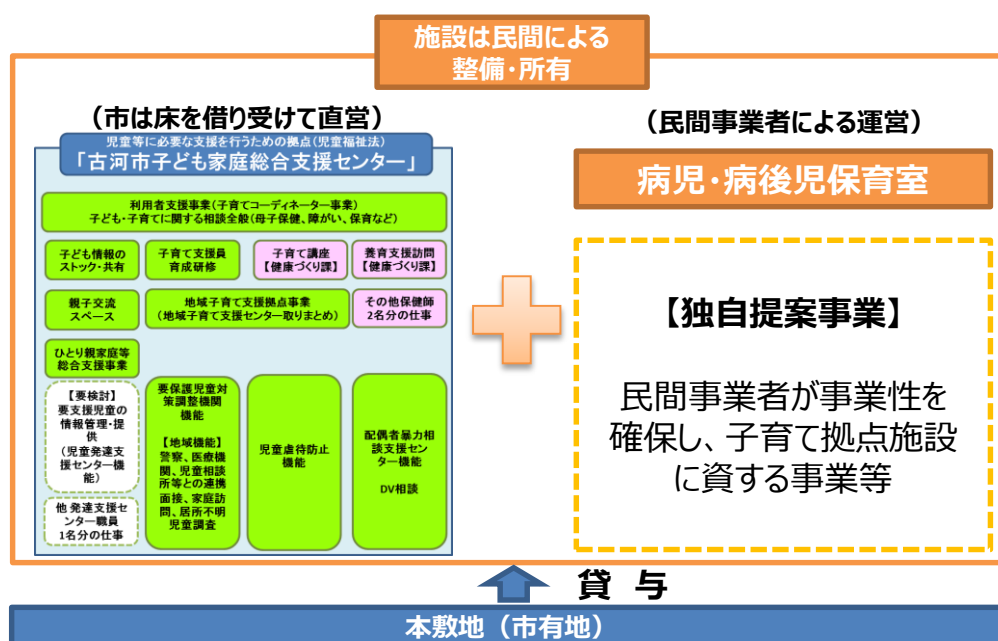 施設は民間による
整備・所有
（市は床を借り受けて直営）
児童等に必要な支援を行うための拠点(児童福祉法)
「古河市子ども家庭総合支援センター」
利用者支援事業(子育てコーディネーター事業)
子ども・子育てに関する相談全般(母子保健、障がい、保育など)
子ども情報の
ストック・共有
子育て支援員
育成研修
子育て講座
【健康づくり課】
養育支援訪問
【健康づくり課】
親子交流
スペース
地域子育て支援拠点事業
(地域子育て支援センター取りまとめ)
その他保健師
2名分の仕事
ひとり親家庭等
総合支援事業
【要検討】
要支援児童の
情報管理・提
供
(児童発達支
援センター機
能)
他 発達支援セ
ンター職員
1名分の仕事
要保護児童対
策調整機関
機能
【地域機能】
警察、医療機
関、児童相談
所等との連携
面接、家庭訪
問、居所不明
児童調査
児童虐待防止
機能
配偶者暴力相
談支援セン
ター機能
DV相談
（民間事業者による運営）
病児・病後児保育室
【独自提案事業】
民間事業者が事業性を
確保し、子育て拠点施設
に資する事業等
貸 与
本敷地（市有地）